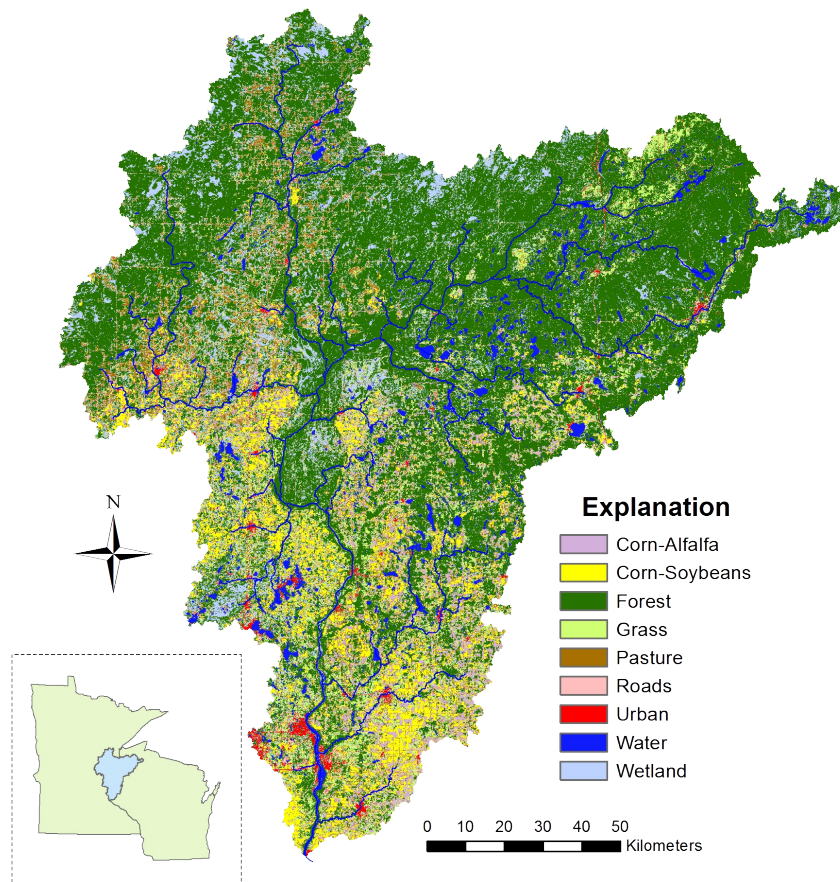 N
Explanation
Corn-Alfalfa
Corn-Soybeans
Forest
Grass
Pasture
Roads
Urban
Water
Wetland
0 10 20 30 40 50
Kilometers